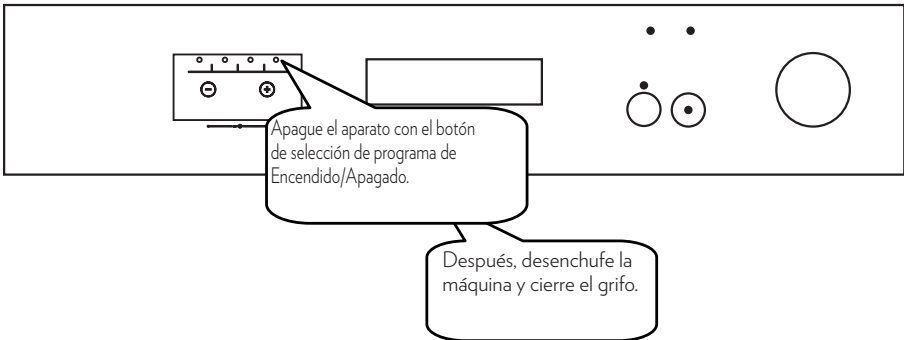 Apague el aparato con el botón
de selección de programa de
Encendido/Apagado.
Después, desenchufe la
máquina y cierre el grifo.